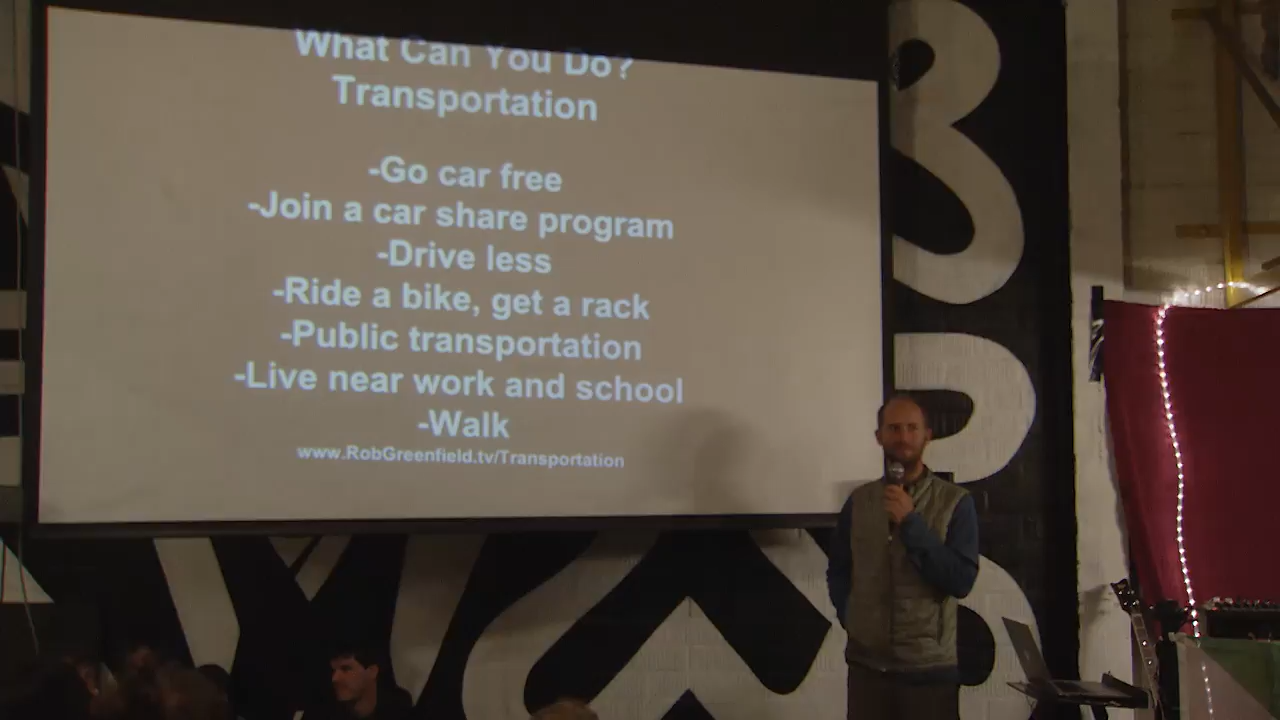 What Can You Do?
Transportation
-Go car free
-Join a car share program
-Drive less
-Ride a bike, get a rack
-Public transportation
-Live near work and school
-Walk
www.RobGreenfield.tv/Transportation